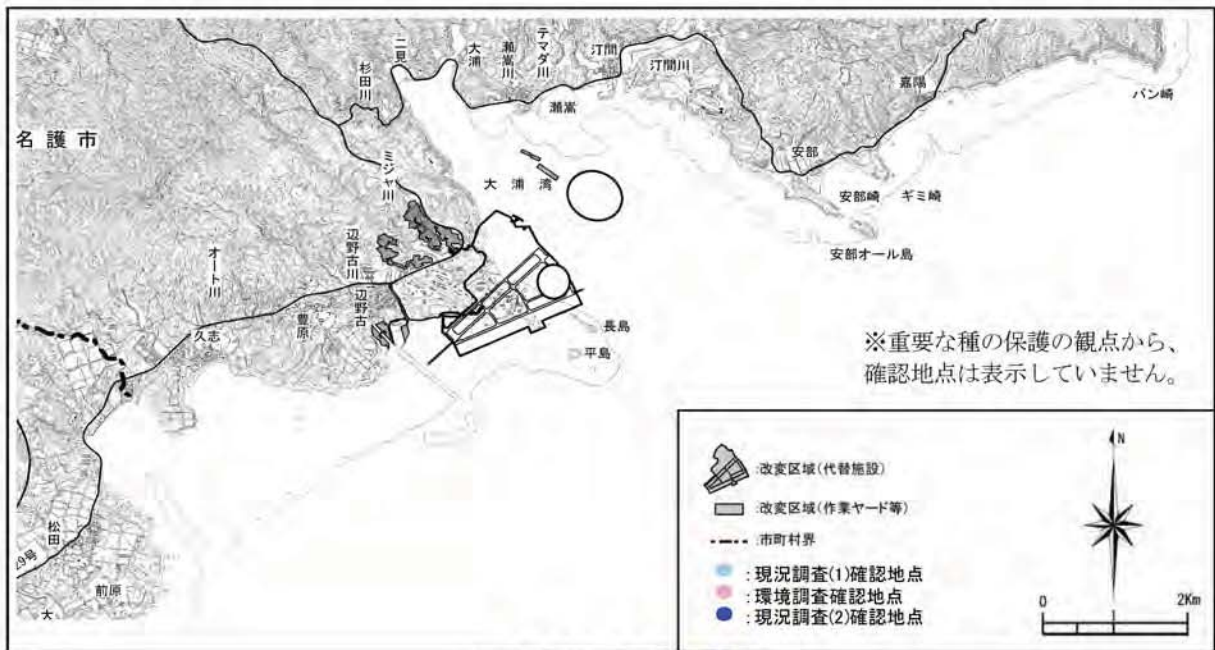 名護市
杉田川
二見
大浦
瀬嵩川
テマダ川
汀間
汀間川
瀬嵩
嘉陽
バン崎
安部
安部崎
ギミ崎
安部オール島
大浦湾
ミジャ川
辺野古川
辺野古
オート川
久志
豊原
長島
平島
松田
前原
大
29号
※重要な種の保護の観点から、
確認地点は表示していません。
:改変区域(代替施設)
:改変区域(作業ヤード等)
:市町村界
:現況調査(1)確認地点
:環境調査確認地点
:現況調査(2)確認地点
N
0 2Km